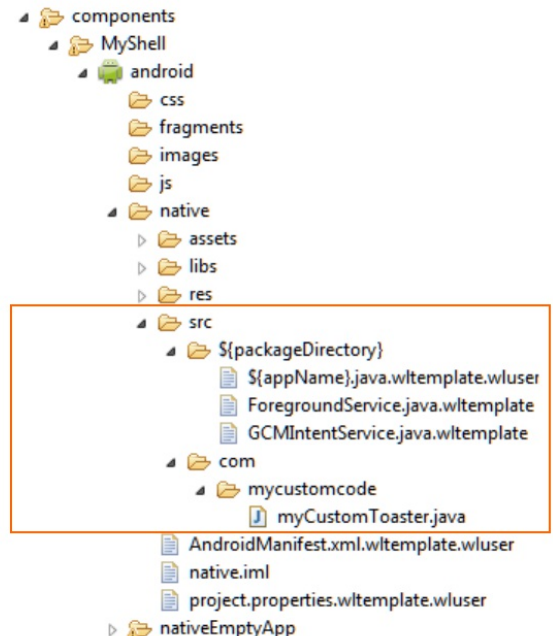 components
MyShell
android
css
fragments
images
js
native
assets
libs
res
src
${packageDirectory}
${appName}.java.wltemplate.wluser
ForegroundService.java.wltemplate
GCMIntentService.java.wltemplate
com
mycustomcode
myCustomToaster.java
AndroidManifest.xml.wltemplate.wluser
native.iml
project.properties.wltemplate.wluser
nativeEmptyApp